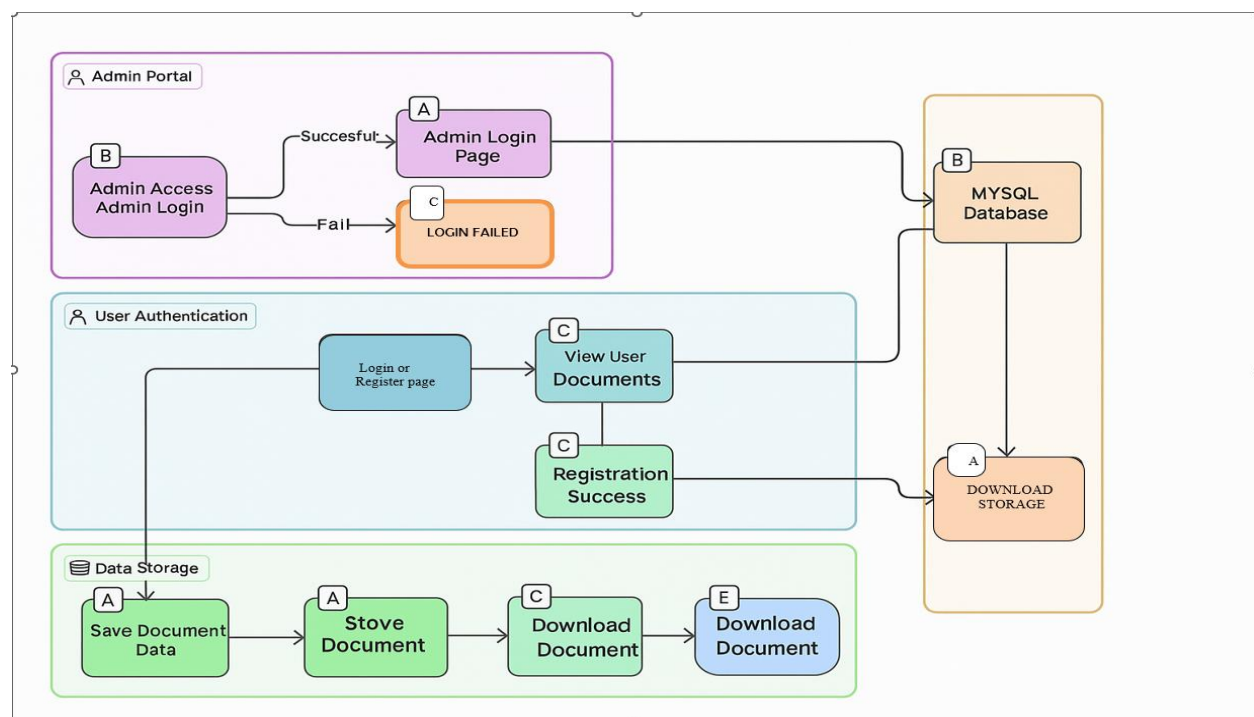 Admin Portal
A
Succesful
Admin Login
Page
B
Admin Access
Admin Login
C
Fail
LOGIN FAILED
B
MYSQL
Database
User Authentication
Login or
Register page
C
View User
Documents
C
Registration
Success
A
DOWNLOAD
STORAGE
Data Storage
A
Save Document
Data
A
Stove
Document
C
Download
Document
E
Download
Document